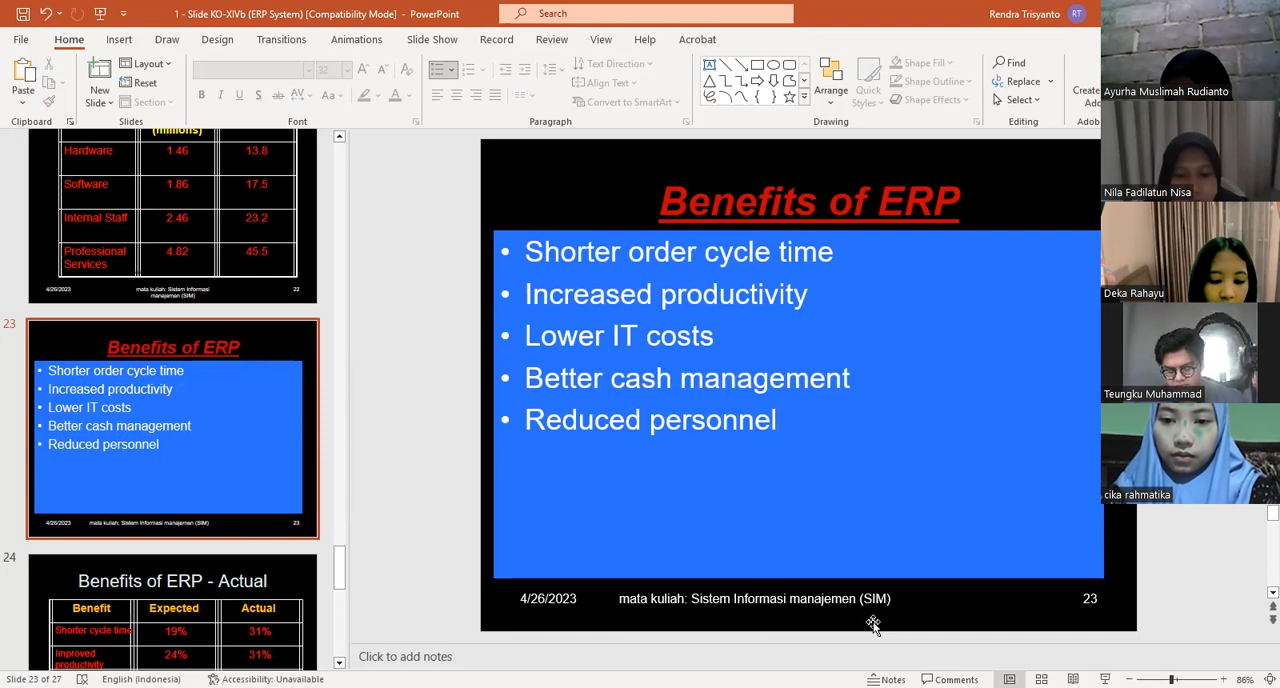 1 - Slide KO-XIVb (ERP System) [Compatibility Mode] - PowerPoint
Search
Rendra Trisyanto
RT
File Home Insert Draw Design Transitions Animations Slide Show Record Review View Help Acrobat
Paste
New
Slide
Layout
Reset
Section
32
Text Direction
Align Text
Convert to SmartArt
Arrange
Quick
Styles
Shape Fill
Shape Outline
Shape Effects
Find
Replace
Select
Create
Clipboard
Slides
Font
Paragraph
Drawing
Editing
(millions)
Hardware 1.46 13.8
Software 1.86 17.5
Internal Staff 2.46 23.2
Professional 4.82 45.5
Services
4/26/2023
mata kuliah: Sistem Informasi
manajemen (SIM)
22
23
Benefits of ERP
• Shorter order cycle time
• Increased productivity
• Lower IT costs
• Better cash management
• Reduced personnel
4/26/2023 mata kuliah: Sistem Informasi manajemen (SIM) 23
24
Benefits of ERP - Actual
Benefit Expected Actual
Shorter cycle time 19% 31%
Improved 24% 31%
productivity
Benefits of ERP
• Shorter order cycle time
• Increased productivity
• Lower IT costs
• Better cash management
• Reduced personnel
4/26/2023 mata kuliah: Sistem Informasi manajemen (SIM) 23
Click to add notes
Slide 23 of 27
English (Indonesia)
Accessibility: Unavailable
Notes
Comments
86%
Ayurha Muslimah Rudianto
Nila Fadilatun Nisa
Deka Rahayu
Teungku Muhammad
cika rahmatika